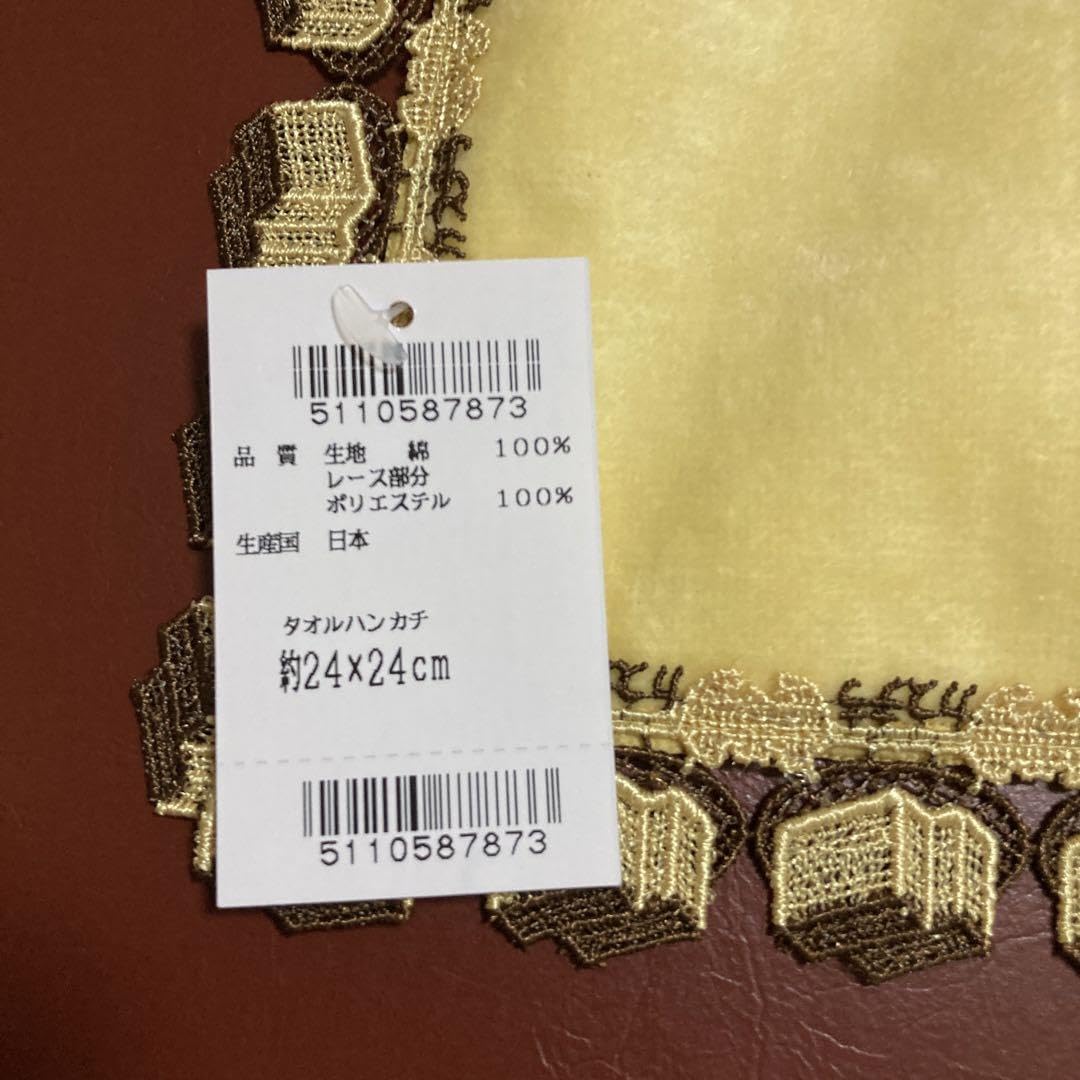 5110587873
品 質 生地 綿 100%
レース部分
ポリエステル 100%
生産国 日本
タオルハンカチ
約24×24cm
5110587873